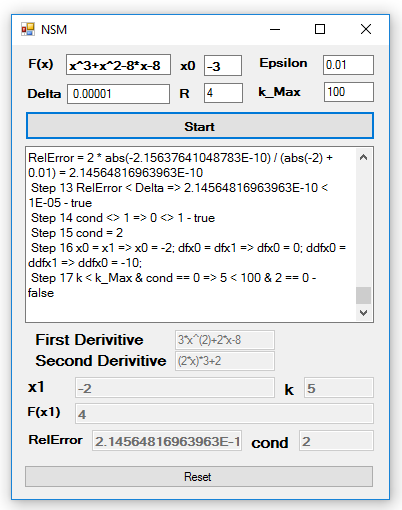 NSM
F(x) x^3+x^2-8*x-8 x0 -3 Epsilon 0.01
Delta 0.00001 R 4 k_Max 100
Start
RelError = 2 * abs(-2.15637641048783E-10) / (abs(-2) +
0.01) = 2.14564816963963E-10
Step 13 RelError < Delta => 2.14564816963963E-10 <
1E-05 - true
Step 14 cond <> 1 => 0 <> 1 - true
Step 15 cond = 2
Step 16 x0 = x1 => x0 = -2; dfx0 = dfx1 => dfx0 = 0; ddfx0 =
ddfx1 => ddfx0 = -10;
Step 17 k < k_Max & cond == 0 => 5 < 100 & 2 == 0 -
false
First Derivitive 3*x^(2)+2*x-8
Second Derivitive (2*x)*3+2
x1 -2 k 5
F(x1) 4
RelError 2.14564816963963E-1 cond 2
Reset